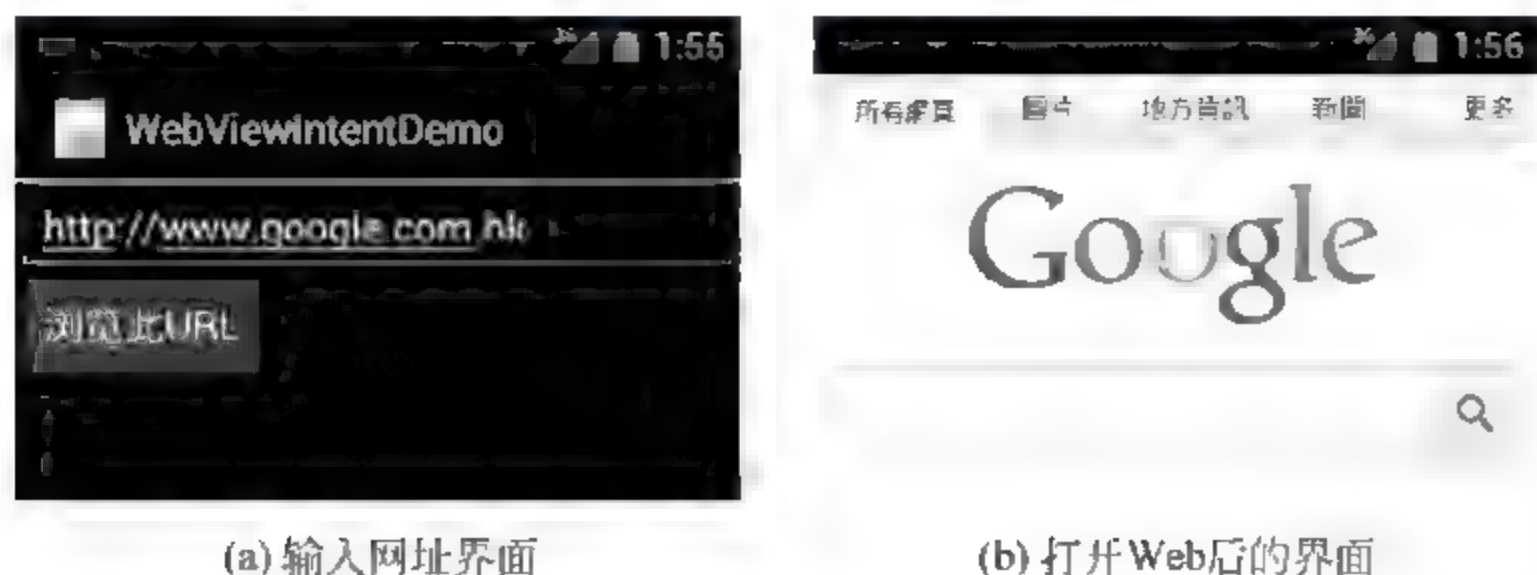 1:55
WebViewIntentDemo
http://www.google.com.hk
浏览此URL
(a) 输入网址界面
1:56
所有網頁 圖片 地方資訊 新聞 更多
Google
(b) 打开Web后的界面